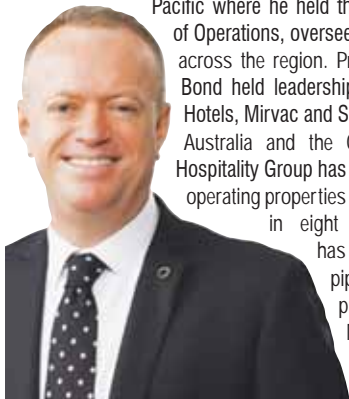 Pacific where he held th
of Operations, oversee
across the region. Pr
Bond held leadership
Hotels, Mirvac and S
Australia and the
Hospitality Group has
operating properties
in eight
has
pip
p